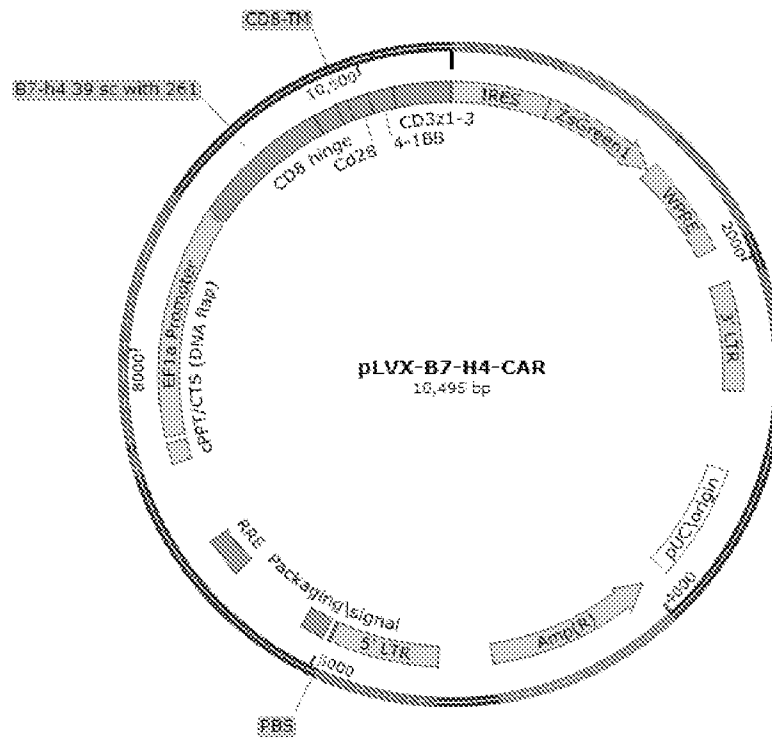 CD8-TM
B7-h4 39 sc with 261
10,000
IRES
ZsGreen1
WPRE
2000
3' LTR
pUC\origin
4000
Amp(R)
5' LTR
6000
Packaging\signal
PBS
RRE
cPPT/CTS (DNA flap)
EF1a Promoter
8000
CD8 hinge
Cd28
4-1BB
CD3z1-3
pLVX-B7-H4-CAR
10,495 bp